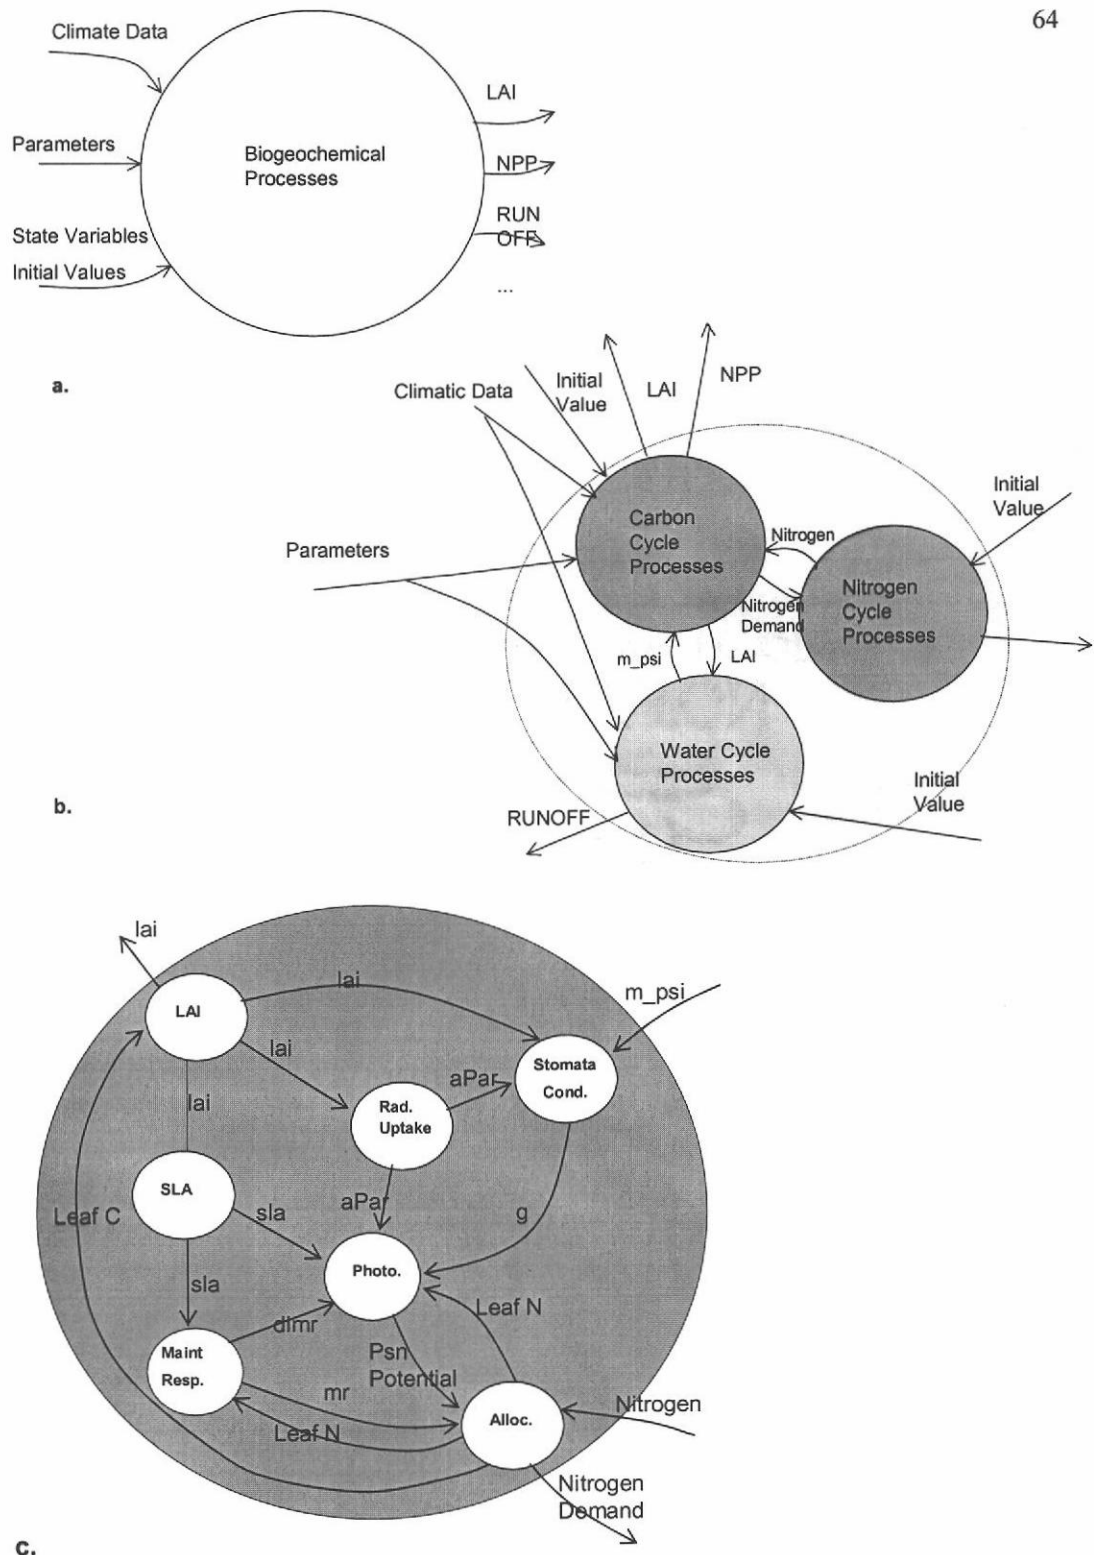 64
Climate Data
LAI
Parameters
Biogeochemical
Processes
NPP
RUN
OFF
State Variables
Initial Values
...
a.
Climatic Data
Initial
Value
LAI
NPP
Initial
Value
Carbon
Cycle
Processes
Nitrogen
Parameters
Nitrogen
Cycle
Processes
Nitrogen
Demand
m_psi
LAI
Water Cycle
Processes
Initial
Value
b.
RUNOFF
lai
LAI
lai
m_psi
lai
Stomata
Cond.
aPar
Rad.
Uptake
lai
SLA
sla
aPar
g
Leaf C
Photo.
sla
Leaf N
dlmr
Maint
Resp.
Psn
Potential
mr
Nitrogen
Alloc.
Leaf N
Nitrogen
Demand
c.